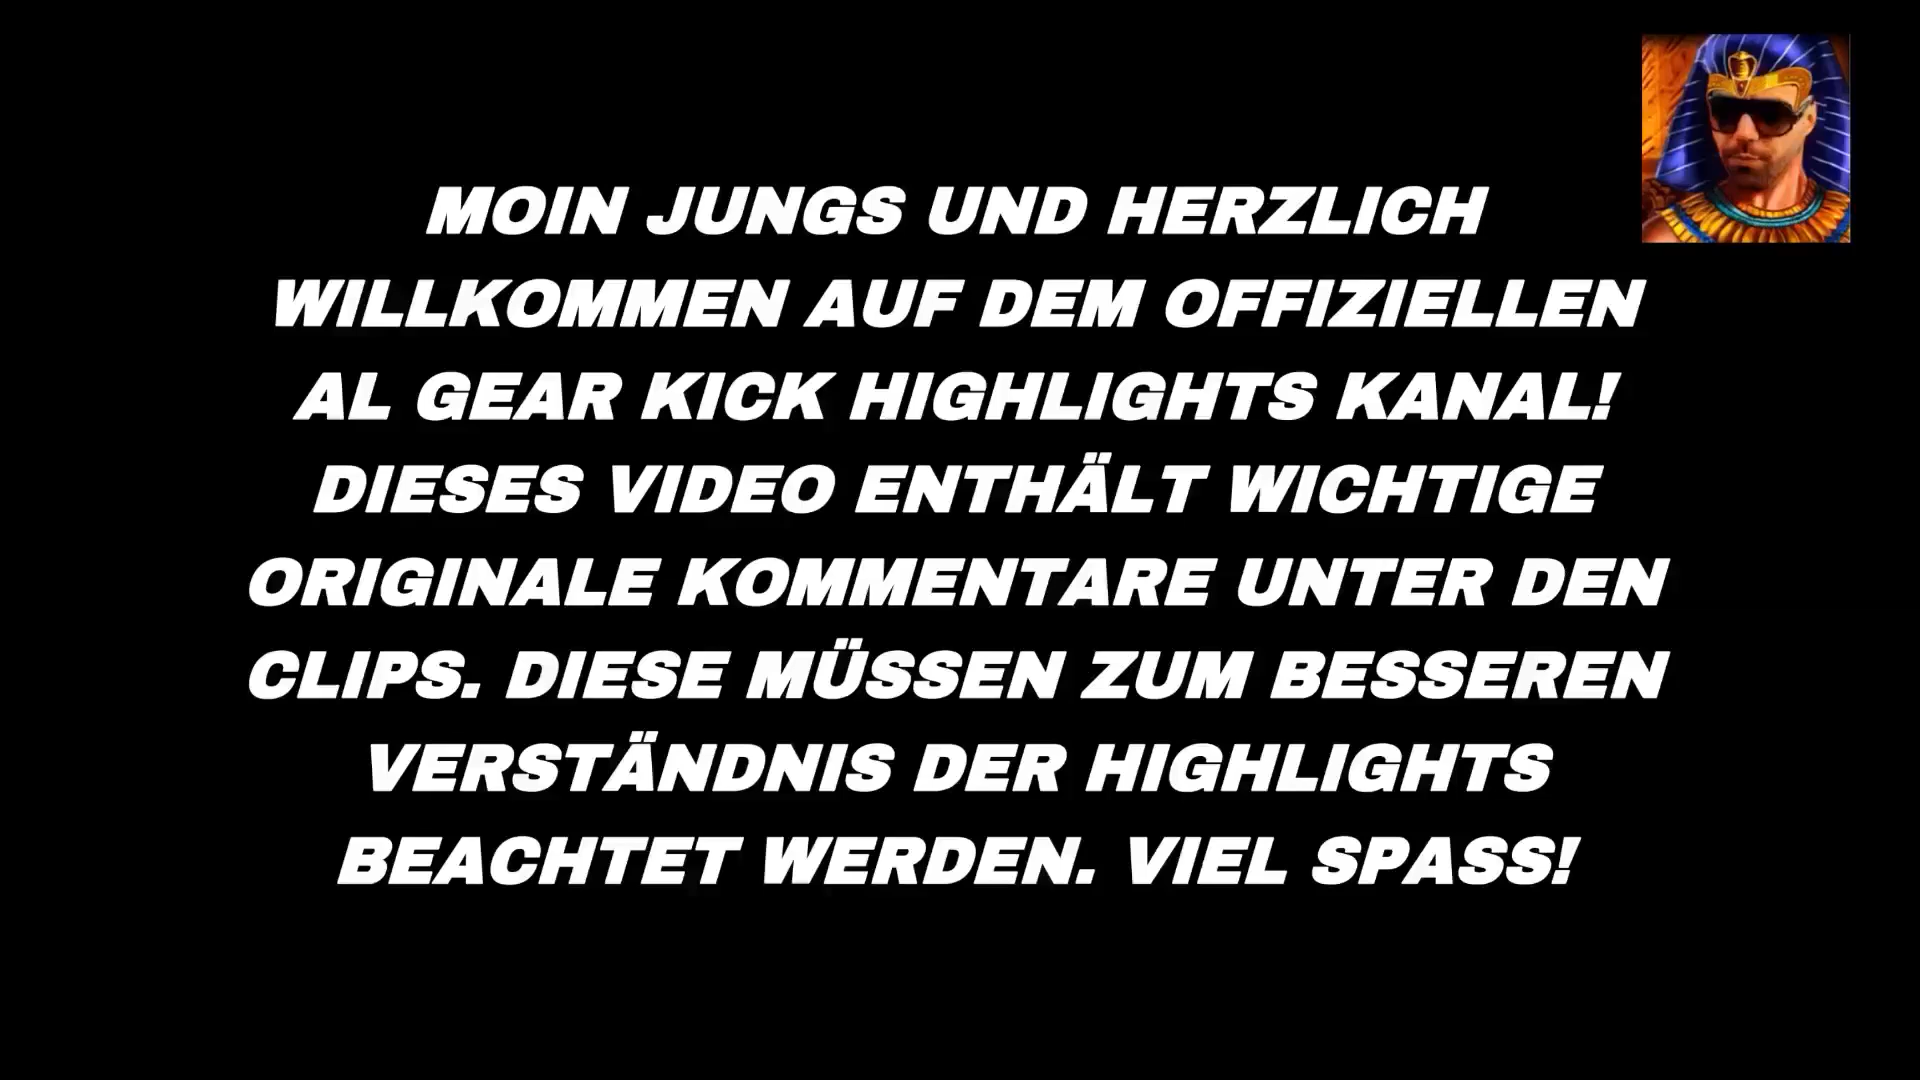 MOIN JUNGS UND HERZLICH
WILLKOMMEN AUF DEM OFFIZIELLEN
AL GEAR KICK HIGHLIGHTS KANAL!
DIESES VIDEO ENTHÄLT WICHTIGE
ORIGINALE KOMMENTARE UNTER DEN
CLIPS. DIESE MÜSSEN ZUM BESSEREN
VERSTÄNDNIS DER HIGHLIGHTS
BEACHTET WERDEN. VIEL SPASS!